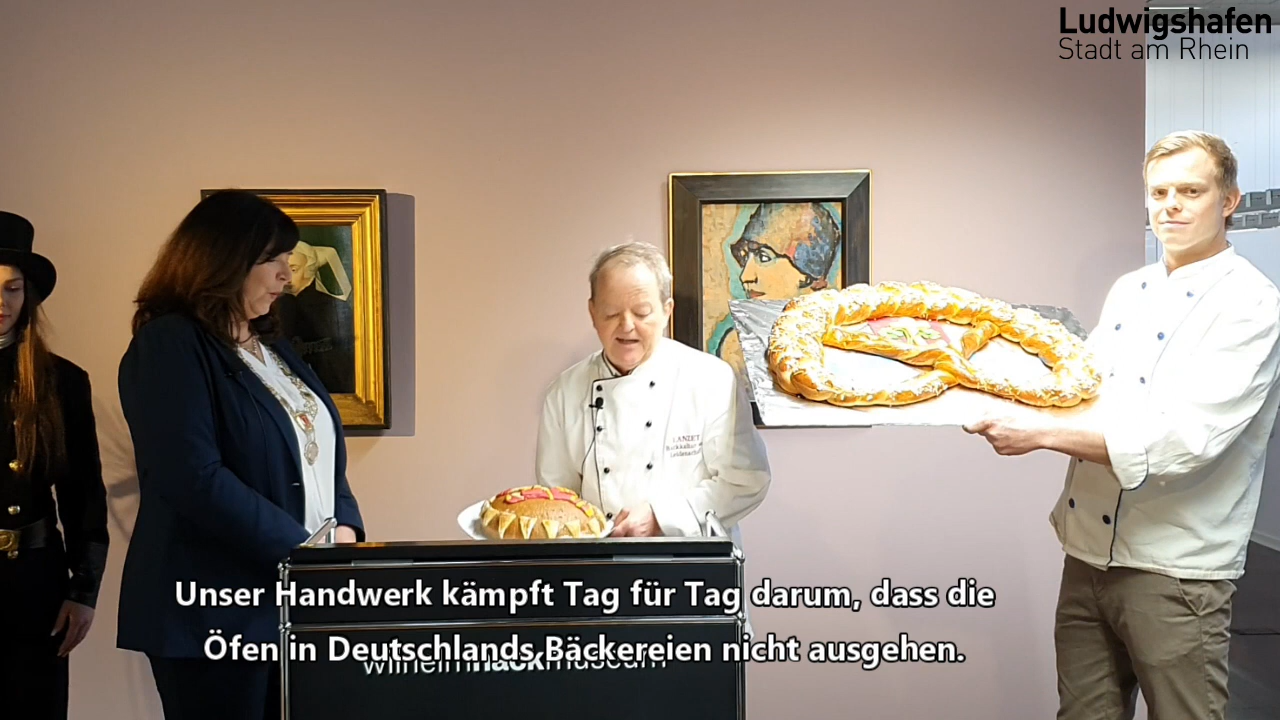 Ludwigshafen
Stadt am Rhein
LANZET
Unser Handwerk kämpft Tag für Tag darum, dass die
Öfen in Deutschlands Bäckereien nicht ausgehen.
wilhelmhackmuseum